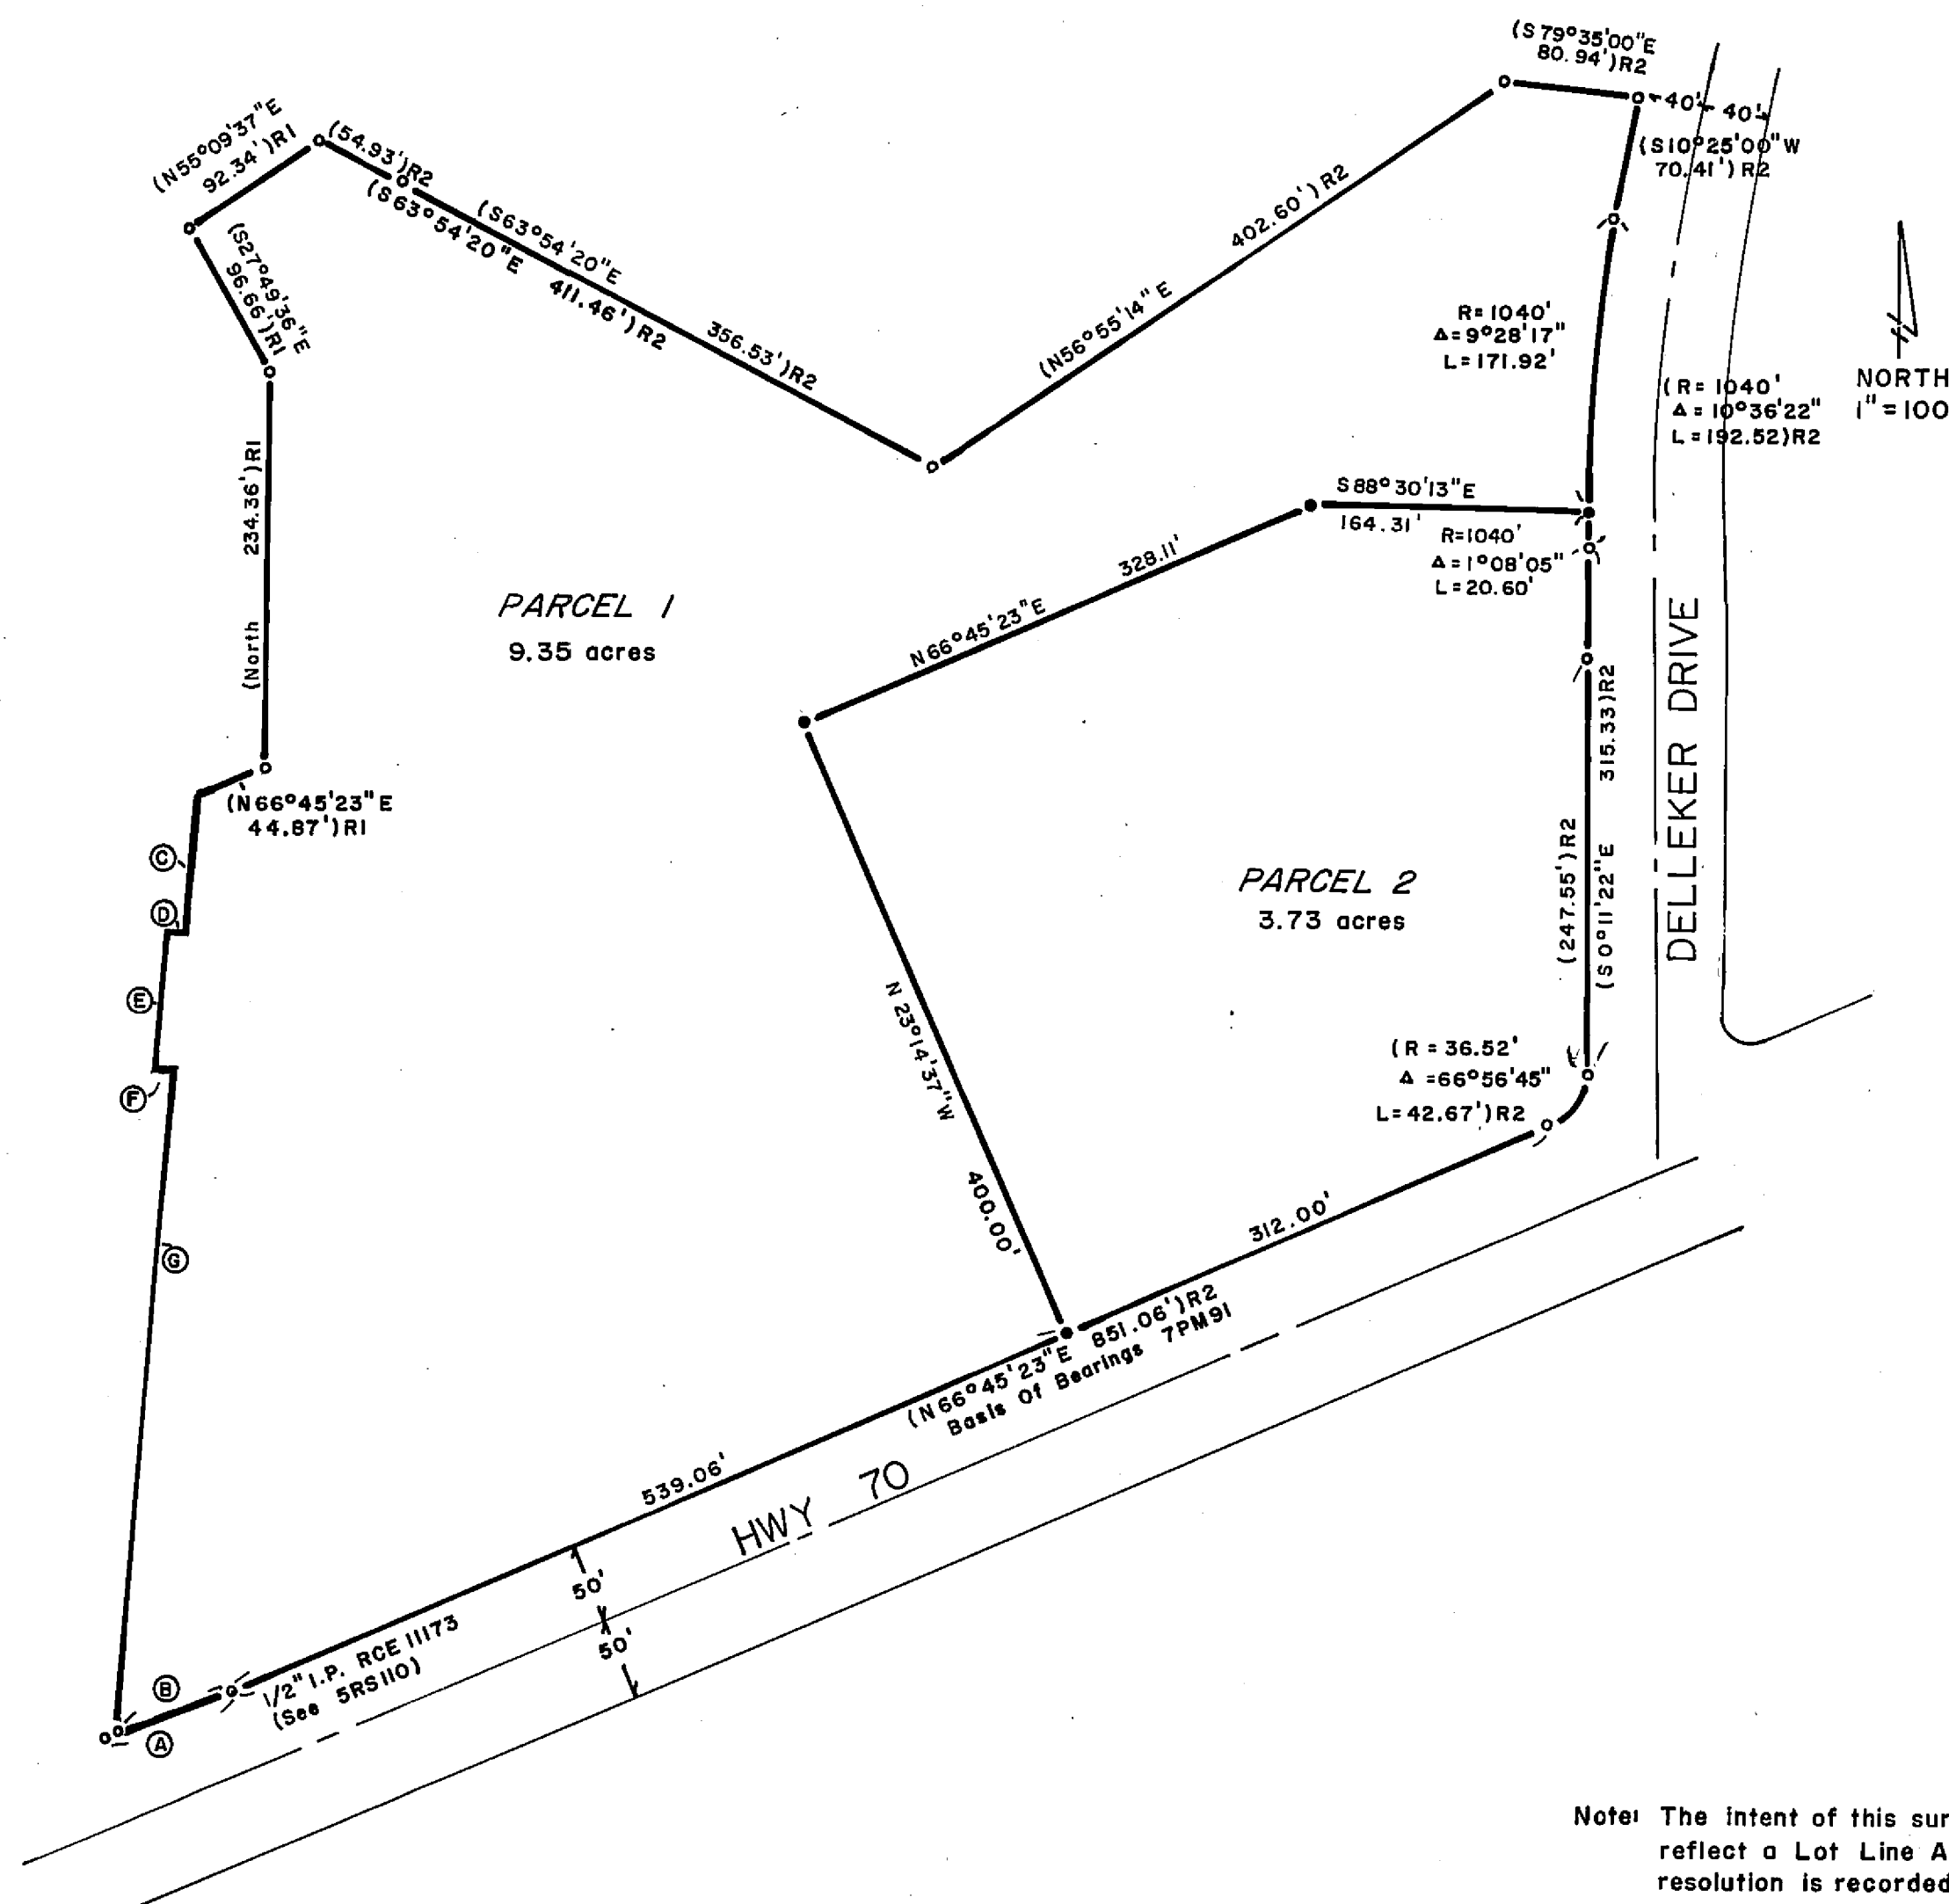 (S 79°35'00"E
80.94')R2
40' 40'
(S10°25'00"W
70.41') R2
(N55°09'37"E
92.34')R1
(54.93')R2
(S63°54'20"E 411.46')R2
(S63°54'20"E 356.53')R2
(S27°49'36"E
96.66')R1
(N56°55'14"E 402.60')R2
R=1040'
Δ=9°28'17"
L=171.92'
(R=1040'
Δ=10°36'22"
L=192.52)R2
NORTH
1"=100
(North 234.36')R1
S88°30'13"E
164.31'
R=1040'
Δ=1°08'05"
L=20.60'
N66°45'23"E 328.11'
PARCEL 1
9.35 acres
(N66°45'23"E
44.87')R1
C
D
E
F
G
PARCEL 2
3.73 acres
(247.55')R2
(S0°11'22"E 315.33)R2
DELLEKER DRIVE
N 23°14'37"W 400.00'
(R = 36.52'
Δ =66°56'45"
L=42.67')R2
312.00'
(N66°45'23"E 851.06')R2
Basis Of Bearings 7PM91
539.06'
HWY 70
50'
50'
1/2" I.P. RCE 11173
(See 5RS110)
B
A
Note: The intent of this sur
reflect a Lot Line A
resolution is recorded